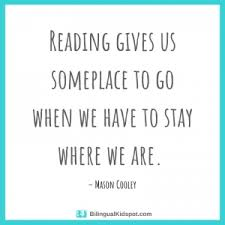 Reading gives us
someplace to go
when we have to stay
where we are.
– Mason Cooley
BilingualKidspot.com